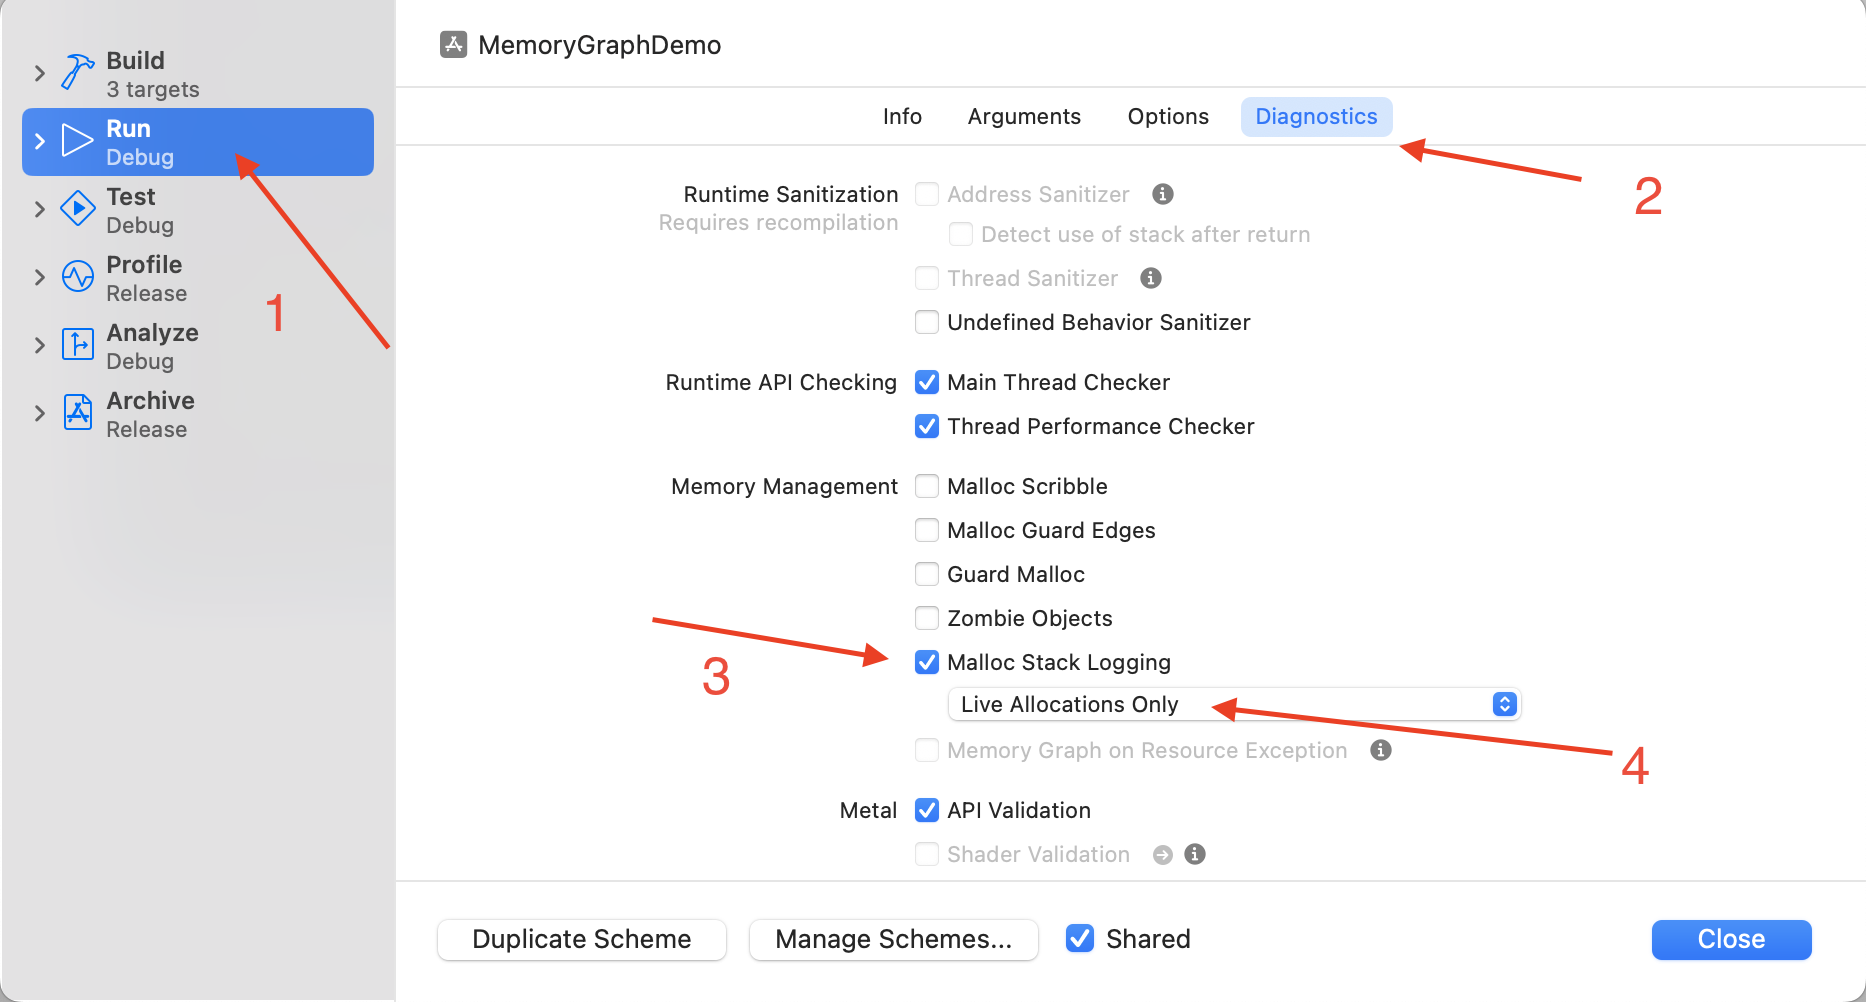 Build
3 targets
Run
Debug
Test
Debug
Profile
Release
Analyze
Debug
Archive
Release
1
MemoryGraphDemo
Info Arguments Options Diagnostics
2
Runtime Sanitization Address Sanitizer
Requires recompilation
Detect use of stack after return
Thread Sanitizer
Undefined Behavior Sanitizer
Runtime API Checking Main Thread Checker
Thread Performance Checker
Memory Management Malloc Scribble
Malloc Guard Edges
Guard Malloc
Zombie Objects
3 Malloc Stack Logging
Live Allocations Only
4
Memory Graph on Resource Exception
Metal API Validation
Shader Validation
Duplicate Scheme Manage Schemes... Shared Close